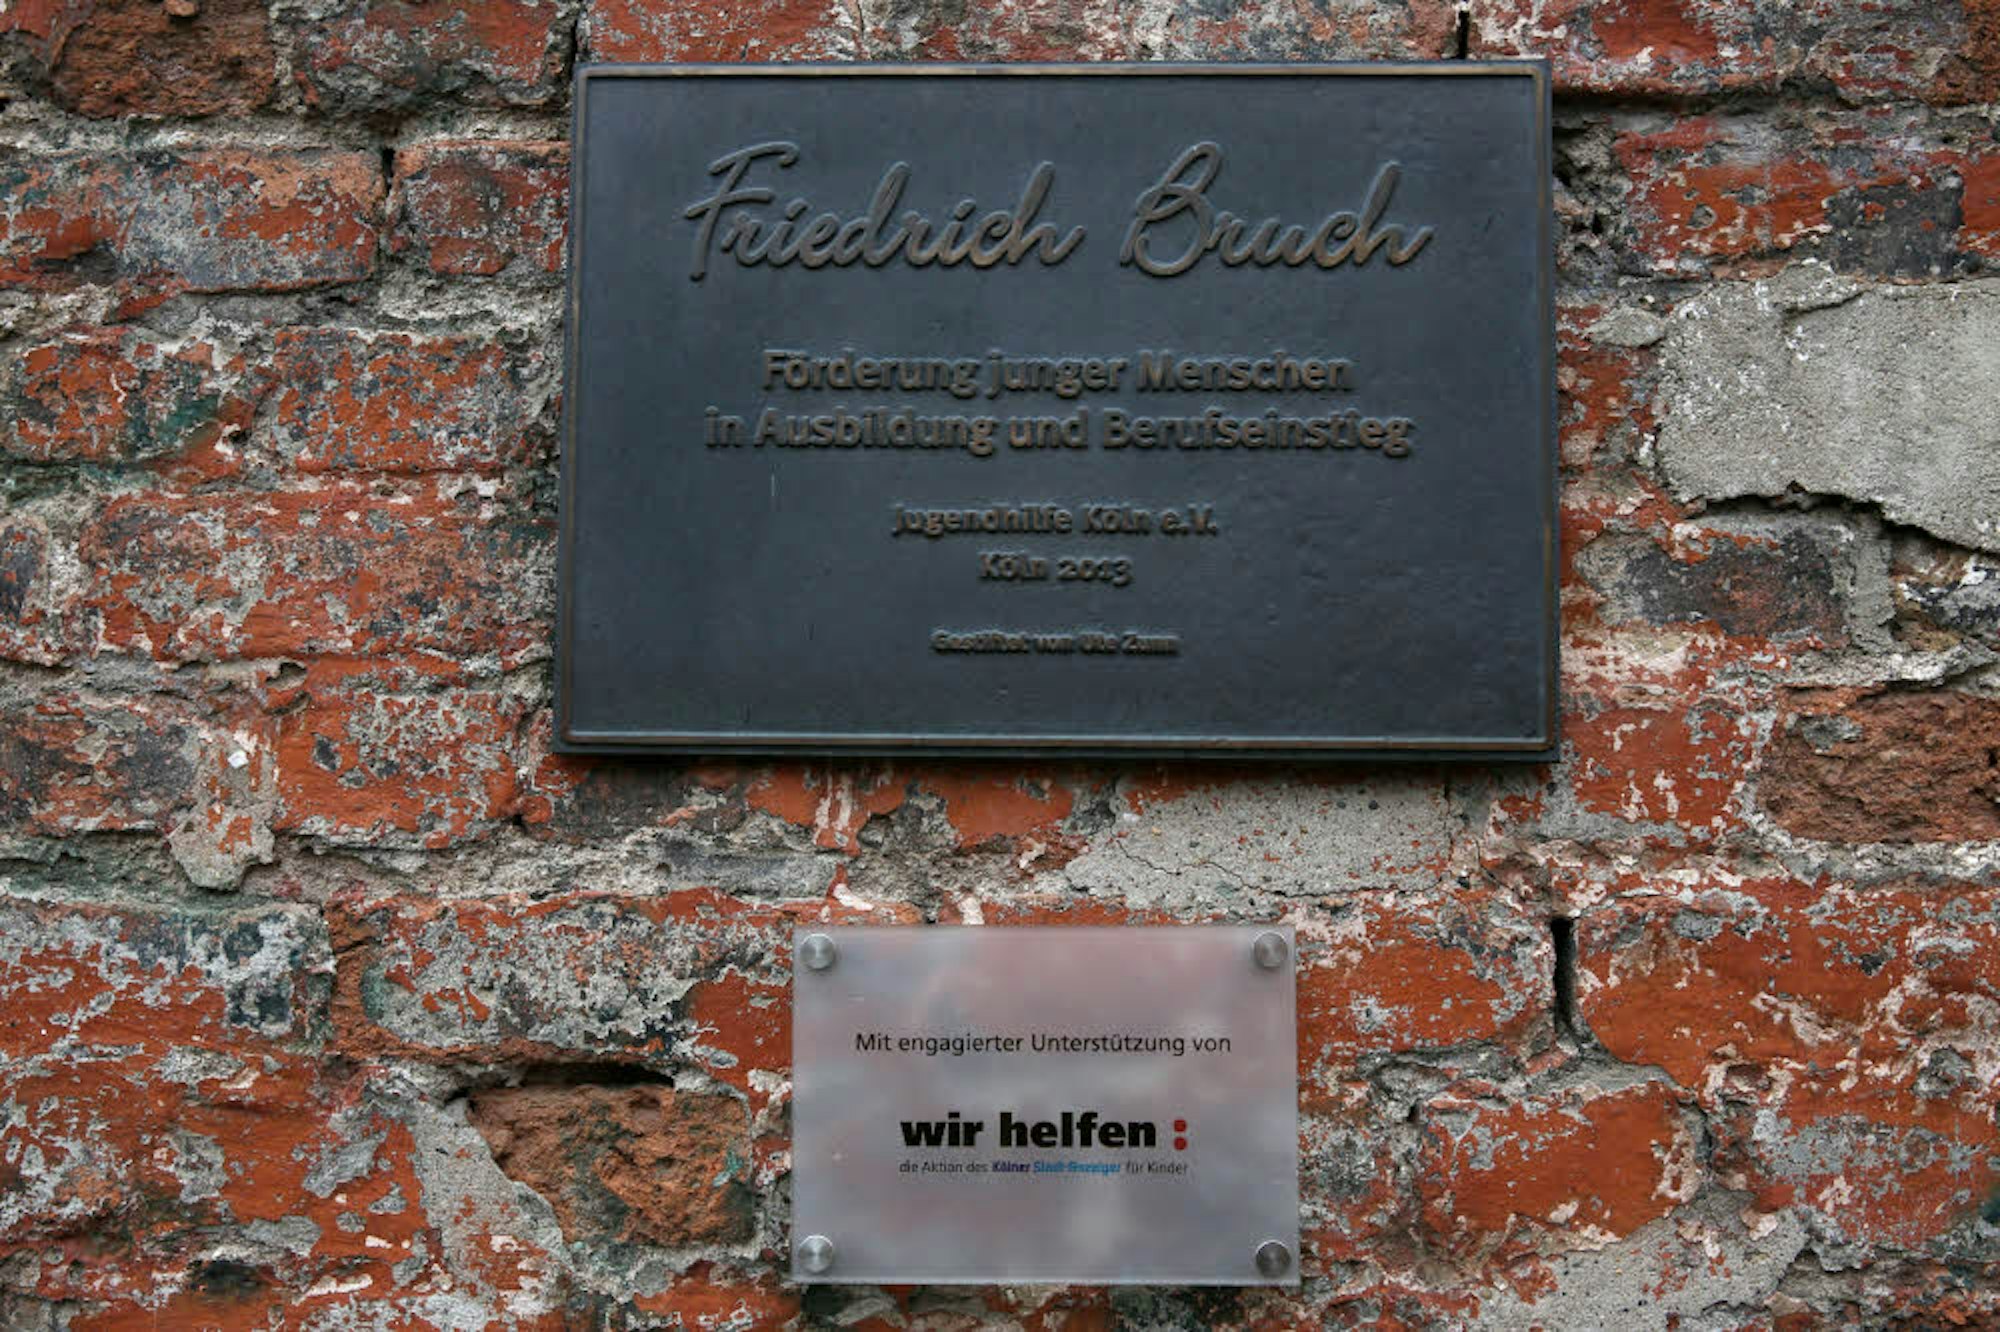 Friedrich Bruch
Förderung junger Menschen
in Ausbildung und Berufseinstieg
Jugendhilfe Köln e.V.
Köln 2013
Gestiftet von Ute
Mit engagierter Unterstützung von
wir helfen:
die Aktion des Kölner Stadt-Anzeiger für Kinder